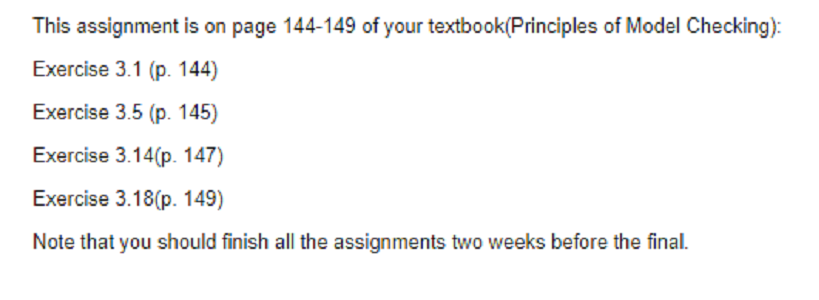 This assignment is on page 144-149 of your textbook(Principles of Model Checking):
Exercise 3.1 (p. 144)
Exercise 3.5 (p. 145)
Exercise 3.14(p. 147)
Exercise 3.18(p. 149)
Note that you should finish all the assignments two weeks before the final.